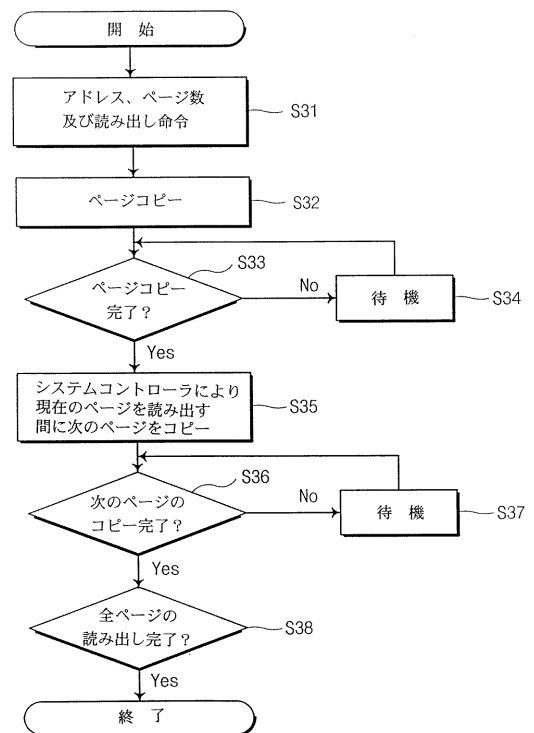 開 始
アドレス、ページ数
及び読み出し命令
S31
ページコピー
S32
S33
ページコピー
完了？
No
待 機
S34
Yes
システムコントローラにより
現在のページを読み出す
間に次のページをコピー
S35
S36
次のページの
コピー完了？
No
待 機
S37
Yes
全ページの
読み出し完了？
S38
Yes
終 了